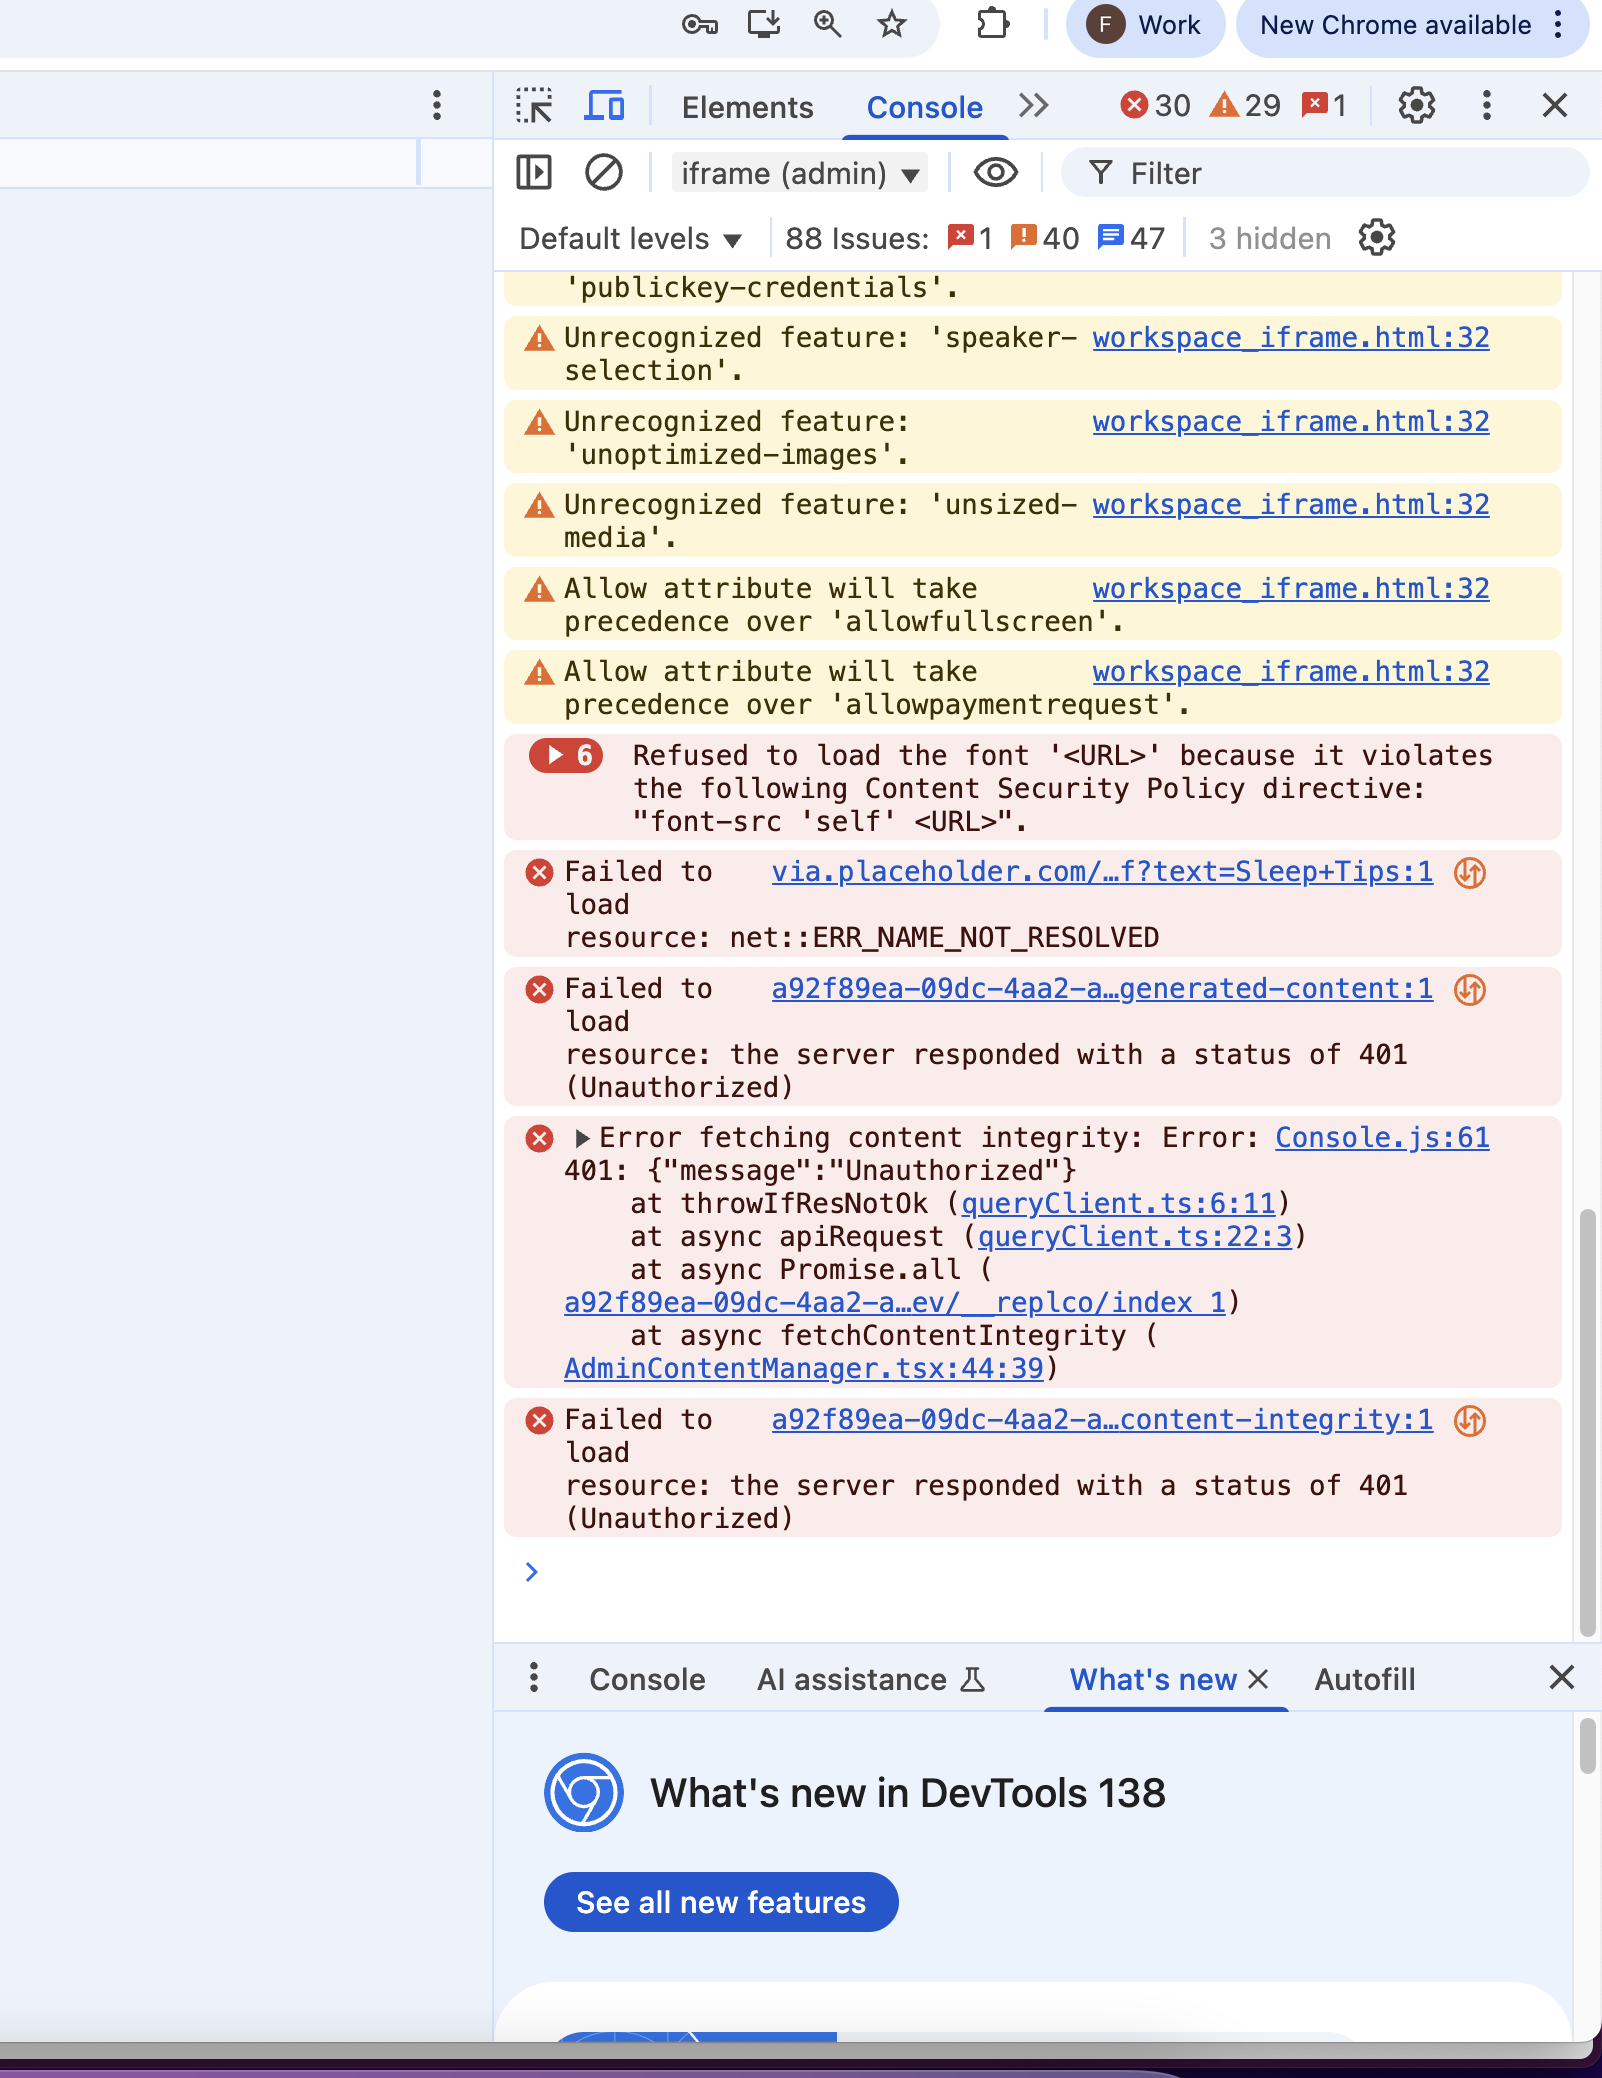 F Work New Chrome available
Elements Console 30 29 1
iframe (admin) Filter
Default levels 88 Issues: 1 40 47 3 hidden
'publickey-credentials'.
Unrecognized feature: 'speaker- workspace_iframe.html:32
selection'.
Unrecognized feature: workspace_iframe.html:32
'unoptimized-images'.
Unrecognized feature: 'unsized- workspace_iframe.html:32
media'.
Allow attribute will take workspace_iframe.html:32
precedence over 'allowfullscreen'.
Allow attribute will take workspace_iframe.html:32
precedence over 'allowpaymentrequest'.
6 Refused to load the font '<URL>' because it violates
the following Content Security Policy directive:
"font-src 'self' <URL>".
Failed to via.placeholder.com/…f?text=Sleep+Tips:1
load
resource: net::ERR_NAME_NOT_RESOLVED
Failed to a92f89ea-09dc-4aa2-a…generated-content:1
load
resource: the server responded with a status of 401
(Unauthorized)
Error fetching content integrity: Error: Console.js:61
401: {"message":"Unauthorized"}
at throwIfResNotOk (queryClient.ts:6:11)
at async apiRequest (queryClient.ts:22:3)
at async Promise.all (
a92f89ea-09dc-4aa2-a…ev/__replco/index 1)
at async fetchContentIntegrity (
AdminContentManager.tsx:44:39)
Failed to a92f89ea-09dc-4aa2-a…content-integrity:1
load
resource: the server responded with a status of 401
(Unauthorized)
Console AI assistance What's new Autofill
What's new in DevTools 138
See all new features